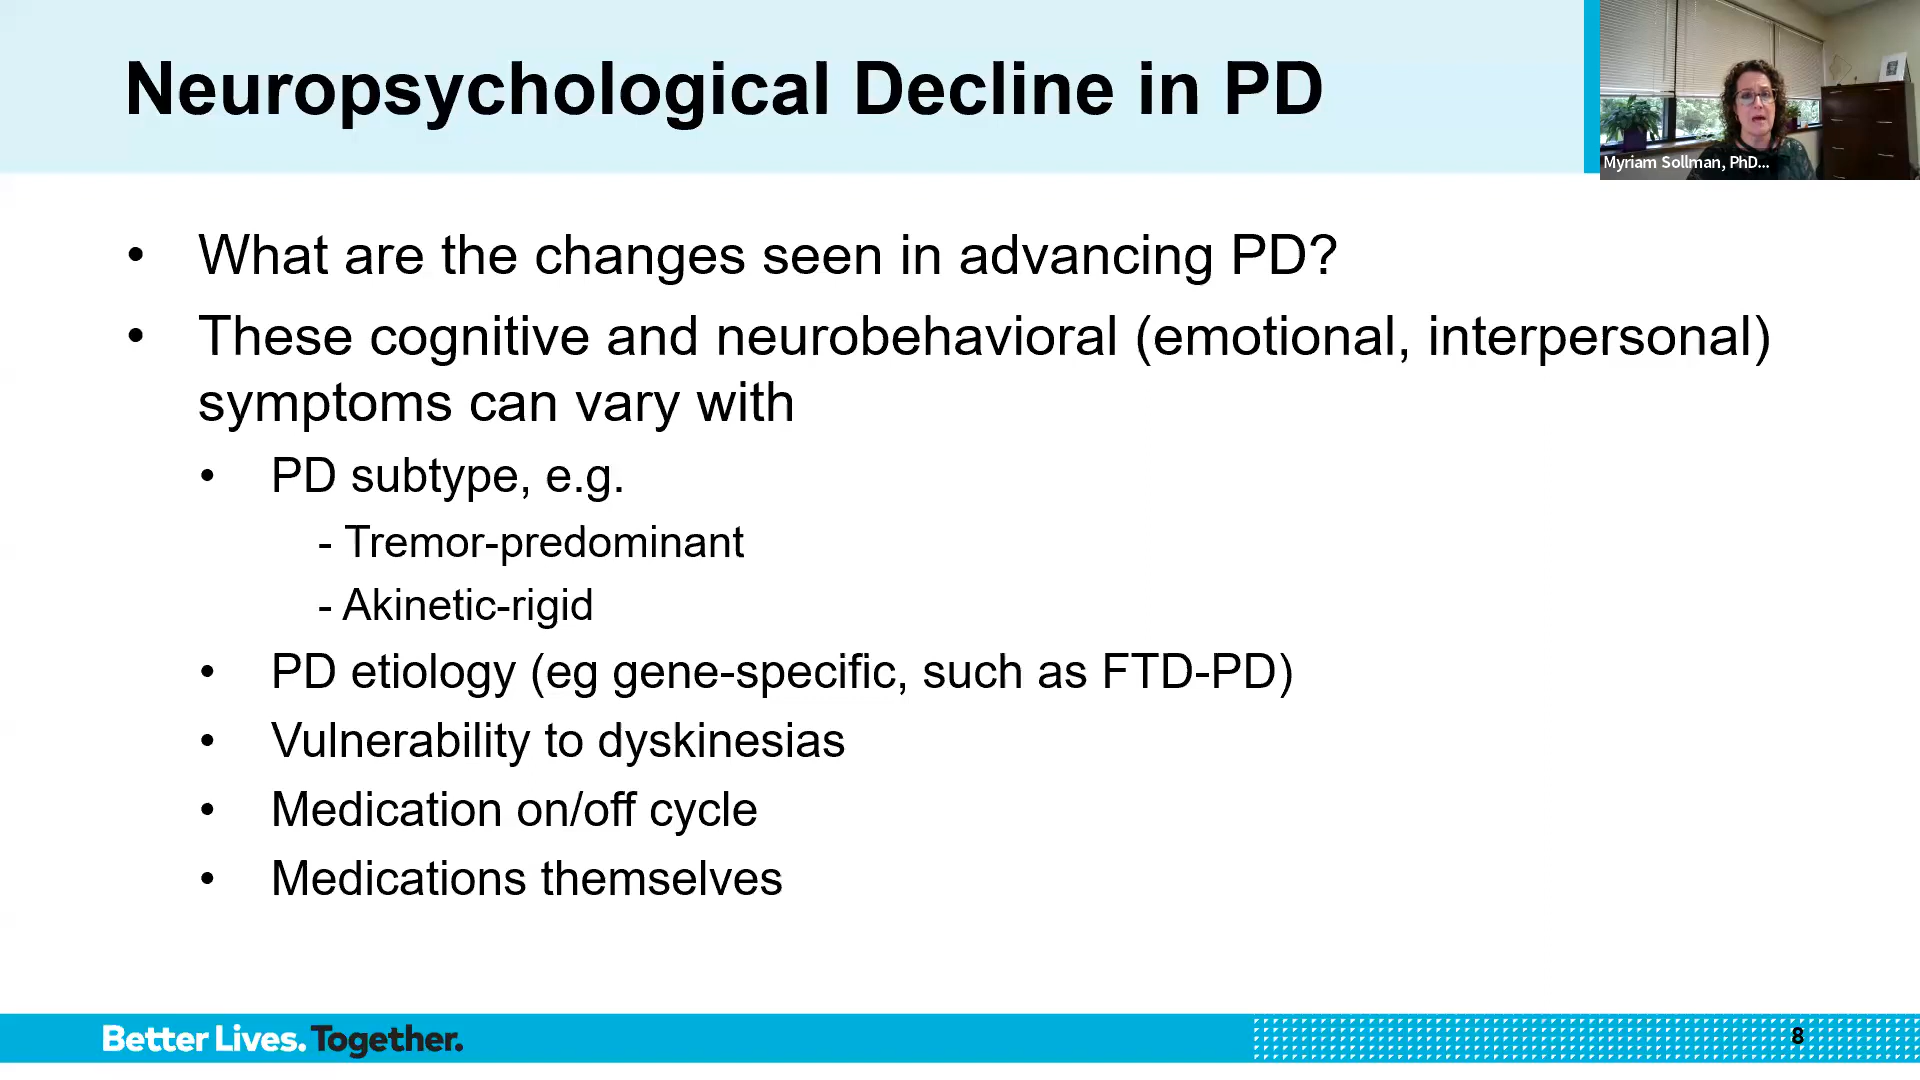 Neuropsychological Decline in PD
Myriam Sollman, PhD...
• What are the changes seen in advancing PD?
• These cognitive and neurobehavioral (emotional, interpersonal)
symptoms can vary with
• PD subtype, e.g.
- Tremor-predominant
- Akinetic-rigid
• PD etiology (eg gene-specific, such as FTD-PD)
• Vulnerability to dyskinesias
• Medication on/off cycle
• Medications themselves
Better Lives. Together.
8